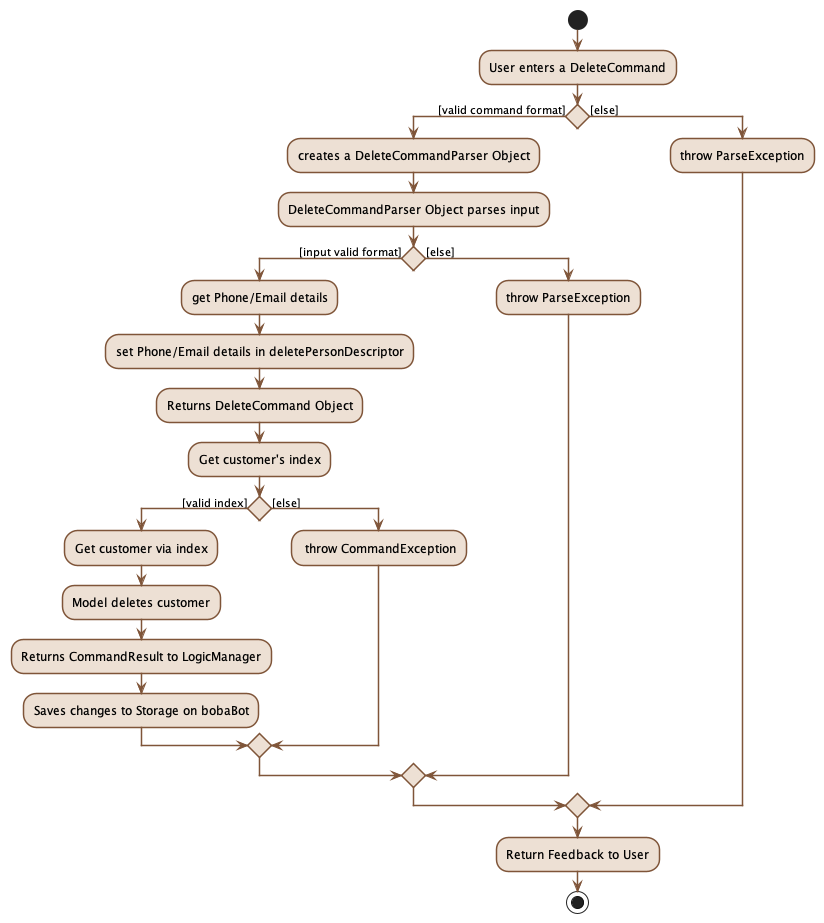 User enters a DeleteCommand
[valid command format]
[else]
creates a DeleteCommandParser Object
throw ParseException
DeleteCommandParser Object parses input
[input valid format]
[else]
get Phone/Email details
throw ParseException
set Phone/Email details in deletePersonDescriptor
Returns DeleteCommand Object
Get customer's index
[valid index]
[else]
Get customer via index
throw CommandException
Model deletes customer
Returns CommandResult to LogicManager
Saves changes to Storage on bobaBot
Return Feedback to User